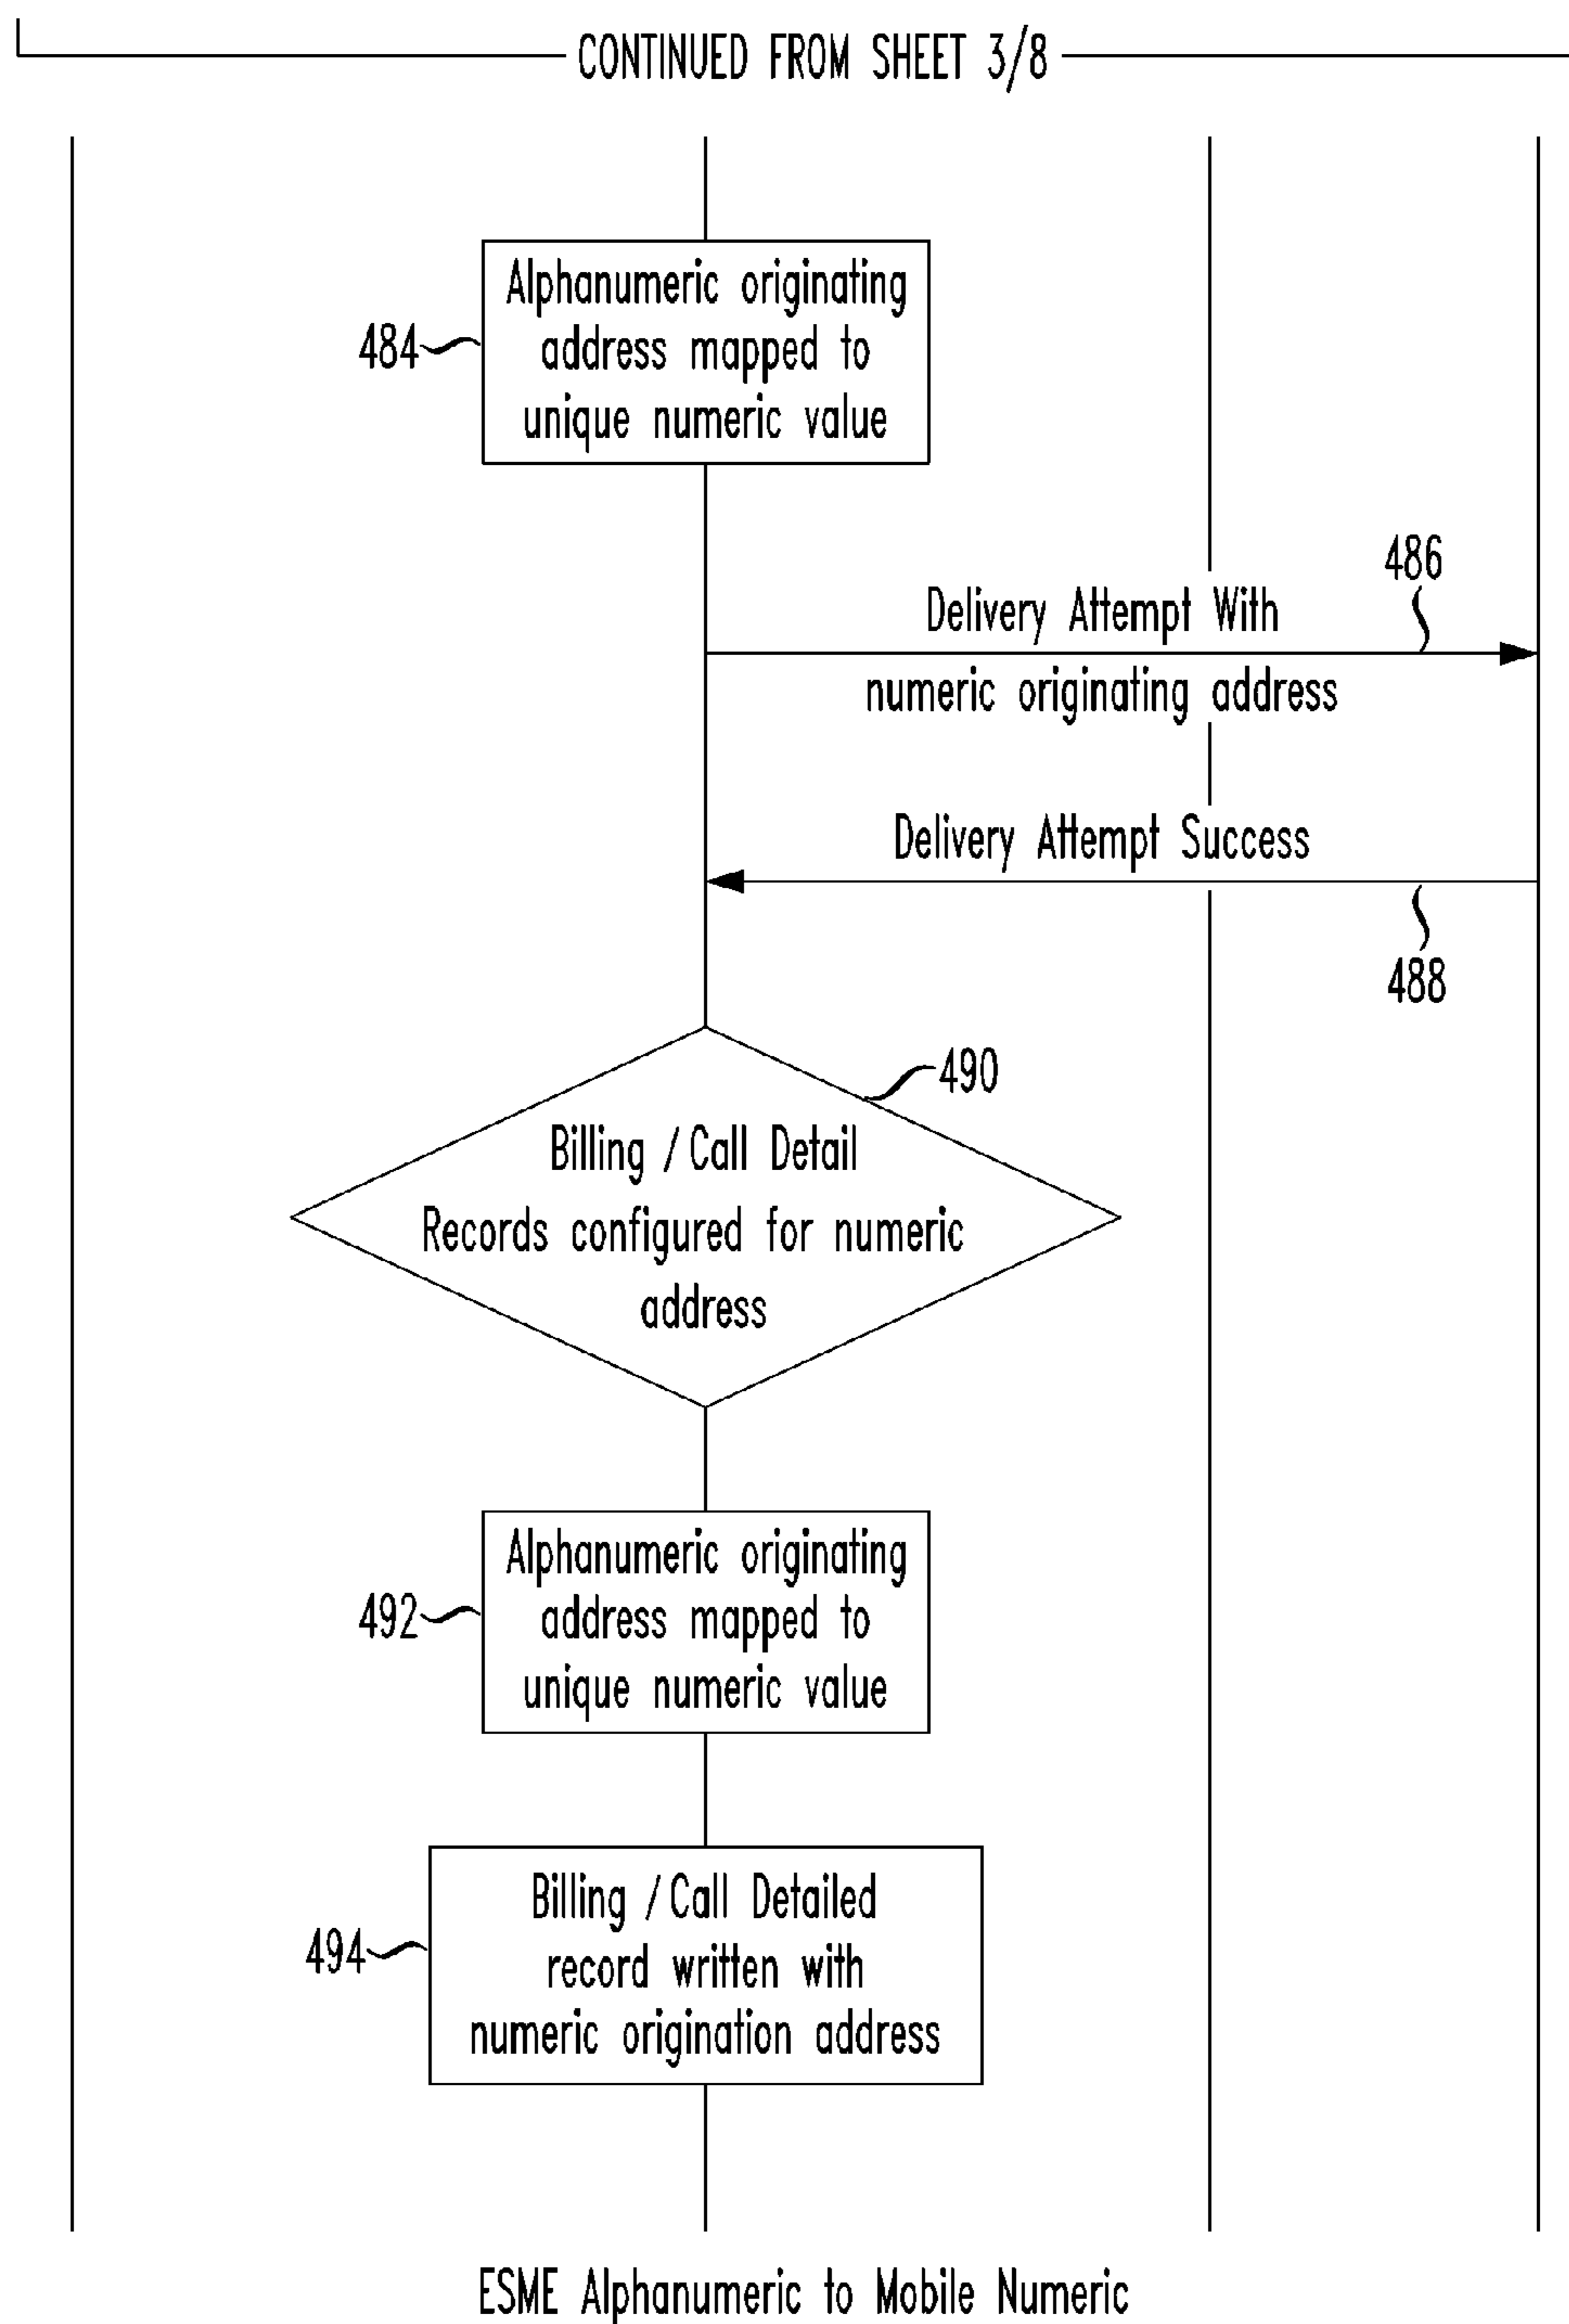 CONTINUED FROM SHEET 3/8
Alphanumeric originating
address mapped to
unique numeric value
484
486
Delivery Attempt With
numeric originating address
Delivery Attempt Success
488
490
Billing / Call Detail
Records configured for numeric
address
Alphanumeric originating
address mapped to
unique numeric value
492
Billing / Call Detailed
record written with
numeric origination address
494
ESME Alphanumeric to Mobile Numeric